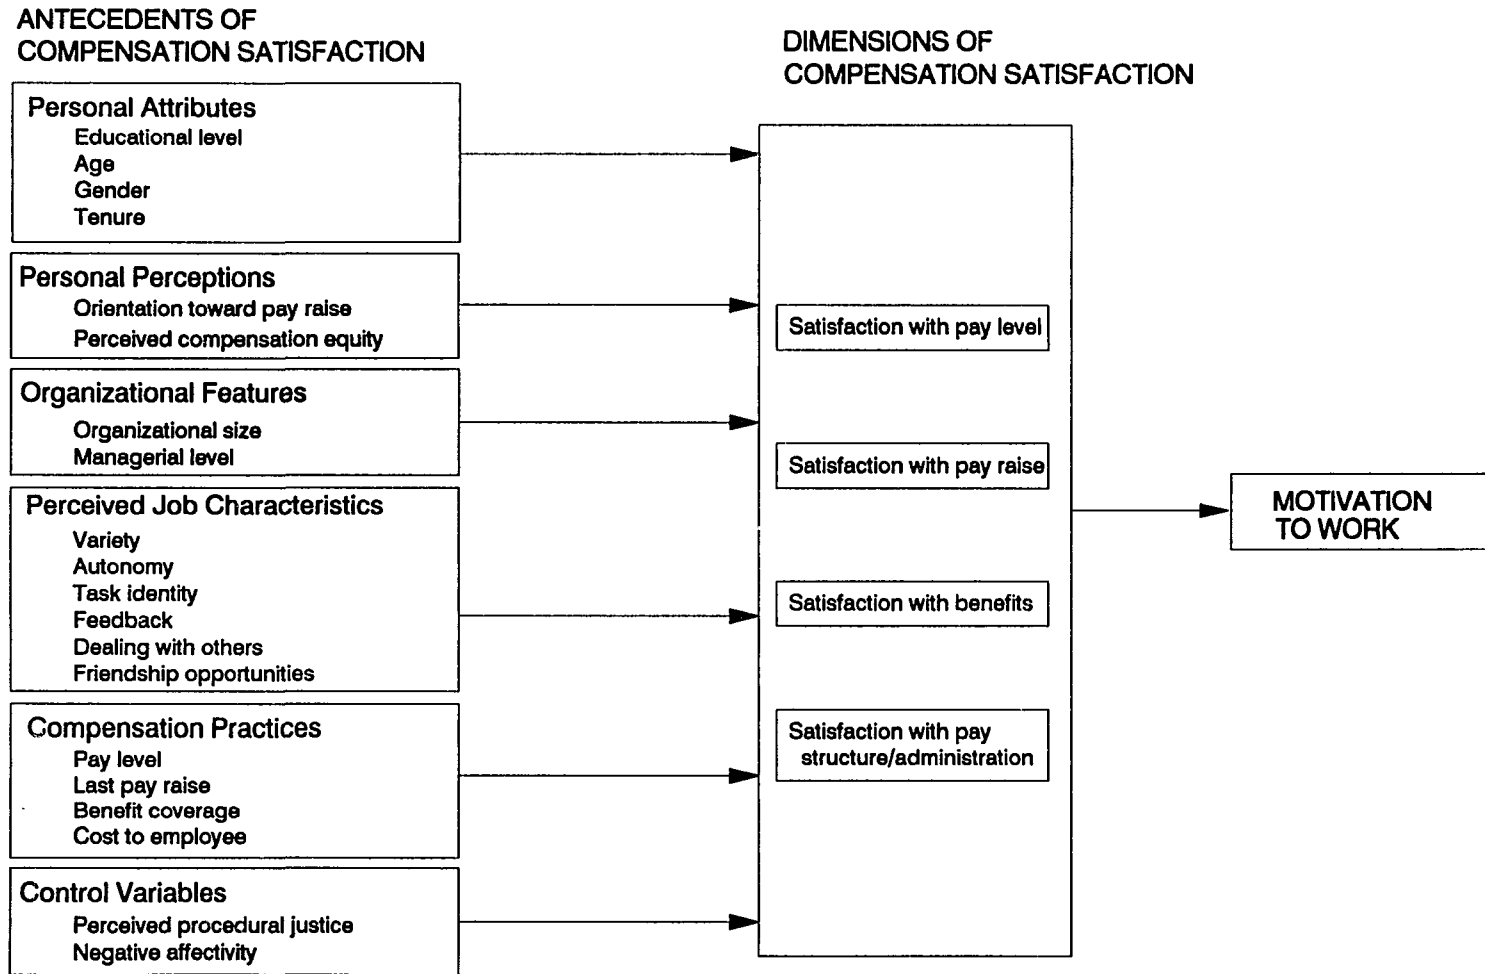 ANTECEDENTS OF
COMPENSATION SATISFACTION
Personal Attributes
Educational level
Age
Gender
Tenure
Personal Perceptions
Orientation toward pay raise
Perceived compensation equity
Organizational Features
Organizational size
Managerial level
Perceived Job Characteristics
Variety
Autonomy
Task identity
Feedback
Dealing with others
Friendship opportunities
Compensation Practices
Pay level
Last pay raise
Benefit coverage
Cost to employee
Control Variables
Perceived procedural justice
Negative affectivity
DIMENSIONS OF
COMPENSATION SATISFACTION
Satisfaction with pay level
Satisfaction with pay raise
Satisfaction with benefits
Satisfaction with pay
structure/administration
MOTIVATION
TO WORK